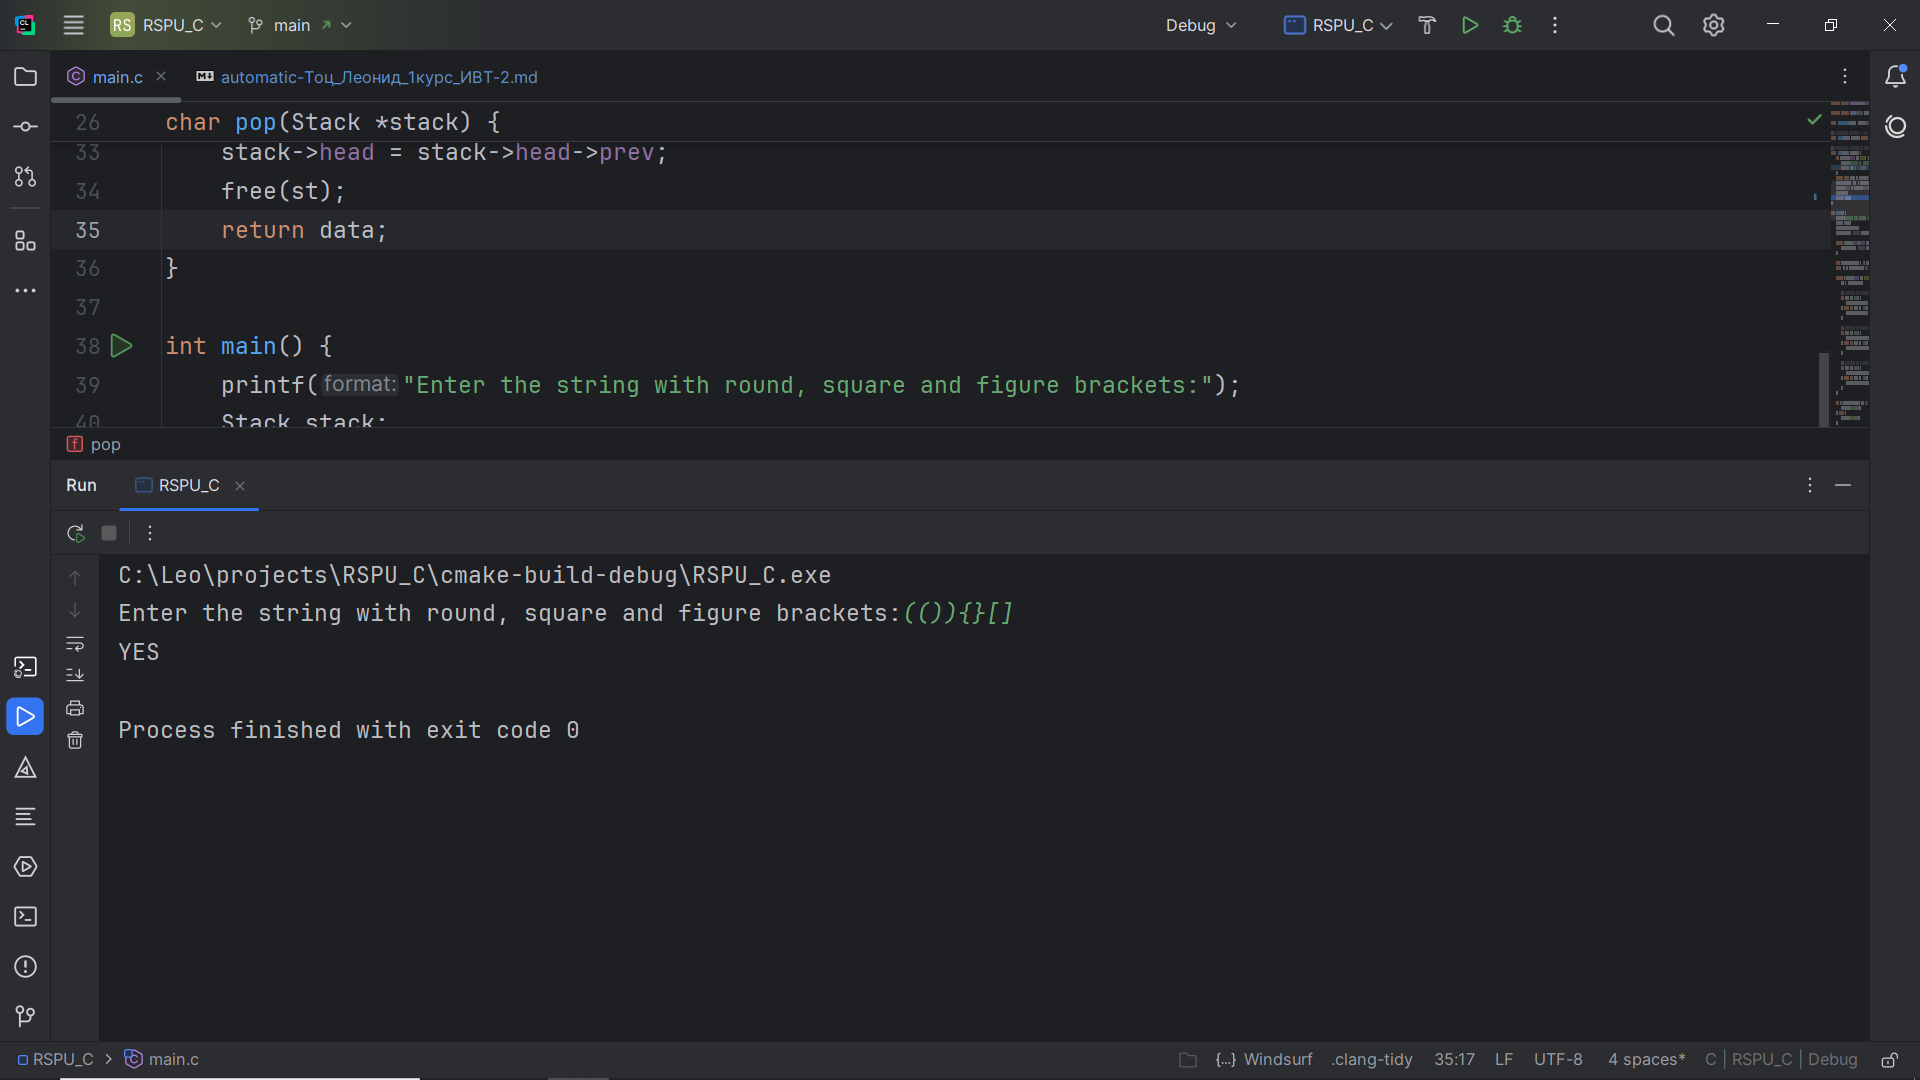 RS RSPU_C main Debug RSPU_C
main.c automatic-Тоц_Леонид_1курс_ИВТ-2.md
26 char pop(Stack *stack) {
33 stack->head = stack->head->prev;
34 free(st);
35 return data;
36 }
37
38 int main() {
39 printf(format: "Enter the string with round, square and figure brackets:");
40 Stack stack;
f pop
Run RSPU_C
C:\Leo\projects\RSPU_C\cmake-build-debug\RSPU_C.exe
Enter the string with round, square and figure brackets:(()){}[]
YES
Process finished with exit code 0
RSPU_C > main.c {...} Windsurf .clang-tidy 35:17 LF UTF-8 4 spaces* C | RSPU_C | Debug